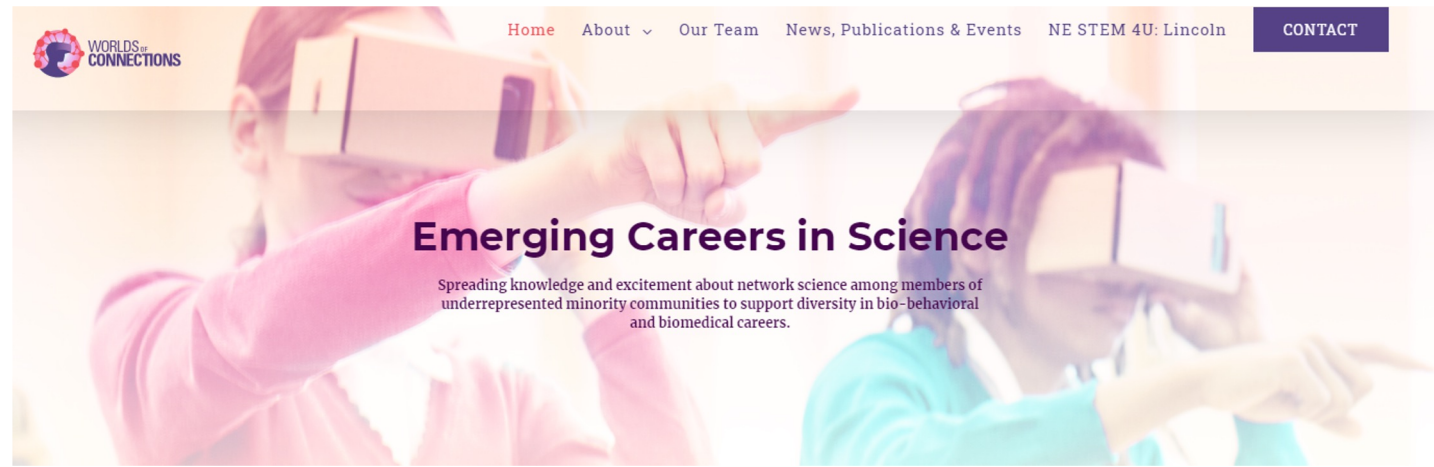 WORLDS OF
CONNECTIONS
Home About Our Team News, Publications & Events NE STEM 4U: Lincoln CONTACT
Emerging Careers in Science
Spreading knowledge and excitement about network science among members of
underrepresented minority communities to support diversity in bio-behavioral
and biomedical careers.